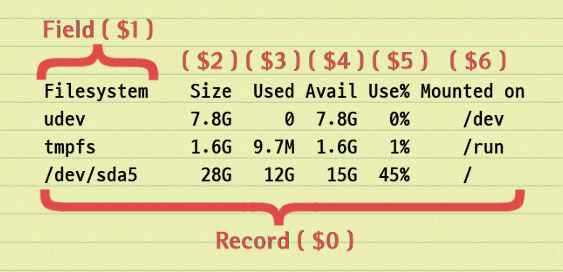 Field ( $1 )
( $2 ) ( $3 ) ( $4 ) ( $5 ) ( $6 )
Filesystem Size Used Avail Use% Mounted on
udev 7.8G 0 7.8G 0% /dev
tmpfs 1.6G 9.7M 1.6G 1% /run
/dev/sda5 28G 12G 15G 45% /
Record ( $0 )